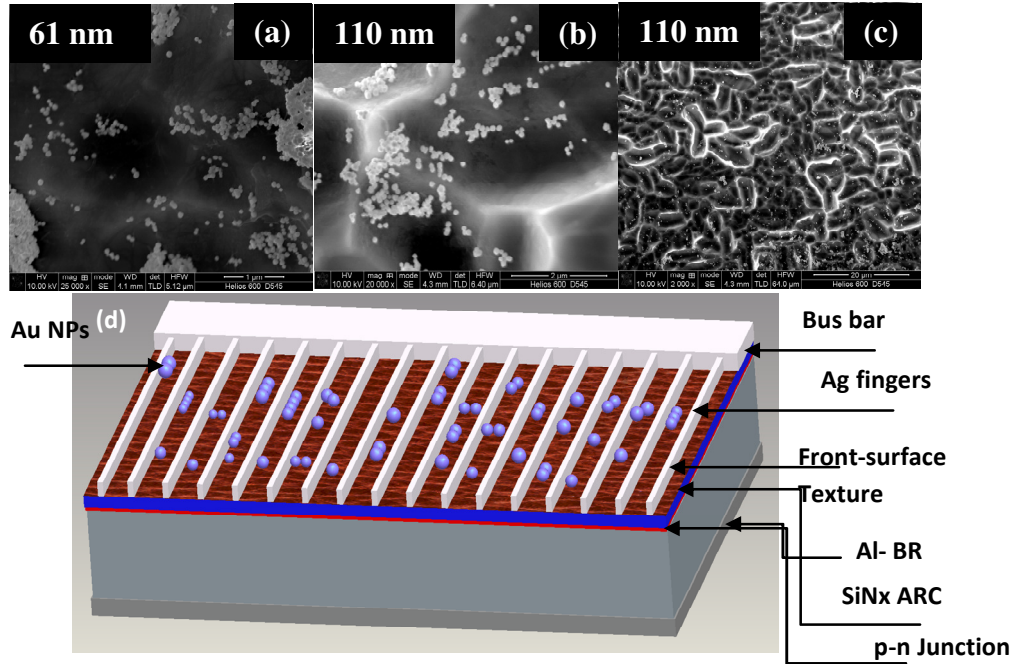 61 nm
(a)
110 nm
(b)
110 nm
(c)
HV mag ⊞ mode WD det HFW 1 µm
10.00 kV 25 000 x SE 4.1 mm TLD 5.12 µm Helios 600 D545
HV mag ⊞ mode WD det HFW 2 µm
10.00 kV 20 000 x SE 4.3 mm TLD 6.40 µm Helios 600 D545
HV mag ⊞ mode WD det HFW 20 µm
10.00 kV 2 000 x SE 4.3 mm TLD 64.0 µm Helios 600 D545
(d)
Au NPs
Bus bar
Ag fingers
Front-surface
Texture
Al- BR
SiNx ARC
p-n Junction